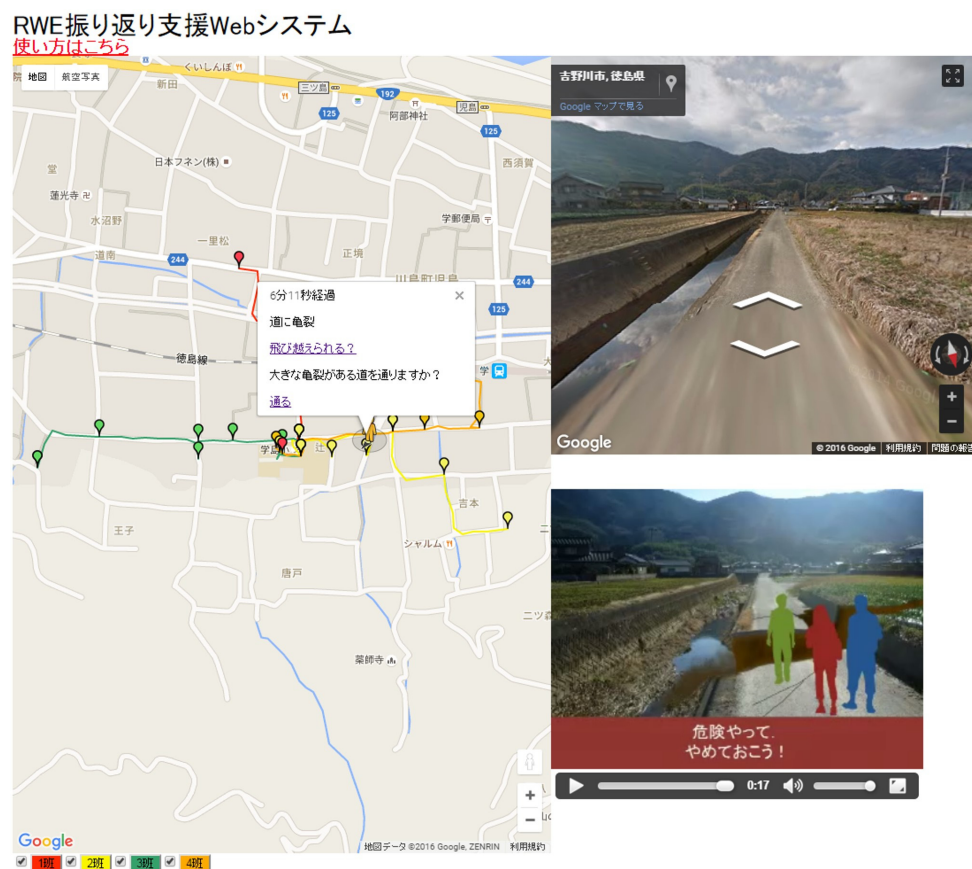 RWE振り返り支援Webシステム
使い方はこちら
地図 航空写真
くいしんぼ
新田
三ツ島
192
125
児島
阿部神社
125
西須賀
堂
日本フネン(株)
蓮光寺
水沼野
学郵便局
一里松
道南
244
正境
川島町児島
244
125
6分11秒経過
道に亀裂
飛び越えられる？
大きな亀裂がある道を通りますか？
通る
徳島線
学
学島小
辻
吉本
王子
シャルム
唐戸
二ツ森
薬師寺
Google
地図データ ©2016 Google, ZENRIN 利用規約
1班 2班 3班 4班
吉野川市, 徳島県
Google マップで見る
Google
© 2016 Google 利用規約 問題の報告
危険やって.
やめておこう！
0:17